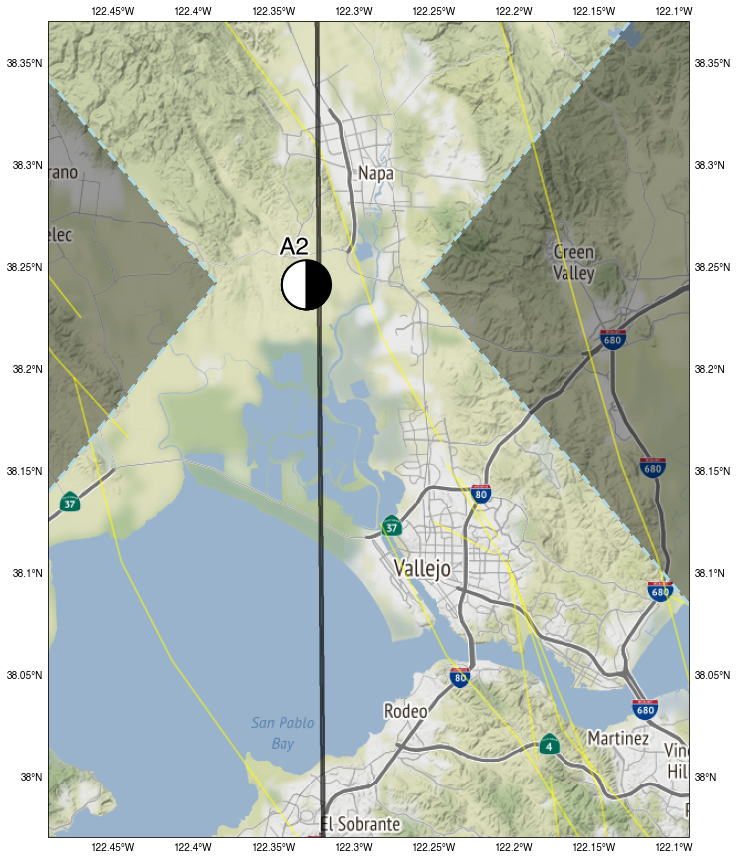 122.45°W 122.4°W 122.35°W 122.3°W 122.25°W 122.2°W 122.15°W 122.1°W
38.35°N 38.35°N
38.3°N 38.3°N
rano
Napa
A2
elec
Green
Valley
38.25°N 38.25°N
680
38.2°N 38.2°N
38.15°N 38.15°N
680
37
80
37
Vallejo
38.1°N 38.1°N
680
38.05°N 38.05°N
80
680
Rodeo
San Pablo
Bay
Martinez
4
Vin
Hil
38°N 38°N
El Sobrante
122.45°W 122.4°W 122.35°W 122.3°W 122.25°W 122.2°W 122.15°W 122.1°W